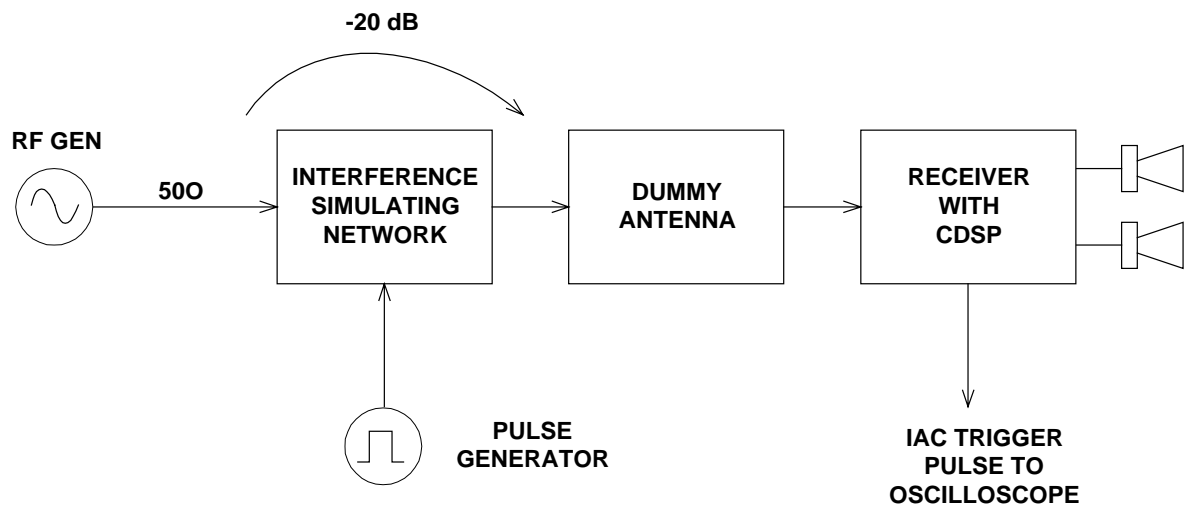 -20 dB
RF GEN
50O
INTERFERENCE
SIMULATING
NETWORK
DUMMY
ANTENNA
RECEIVER
WITH
CDSP
PULSE
GENERATOR
IAC TRIGGER
PULSE TO
OSCILLOSCOPE